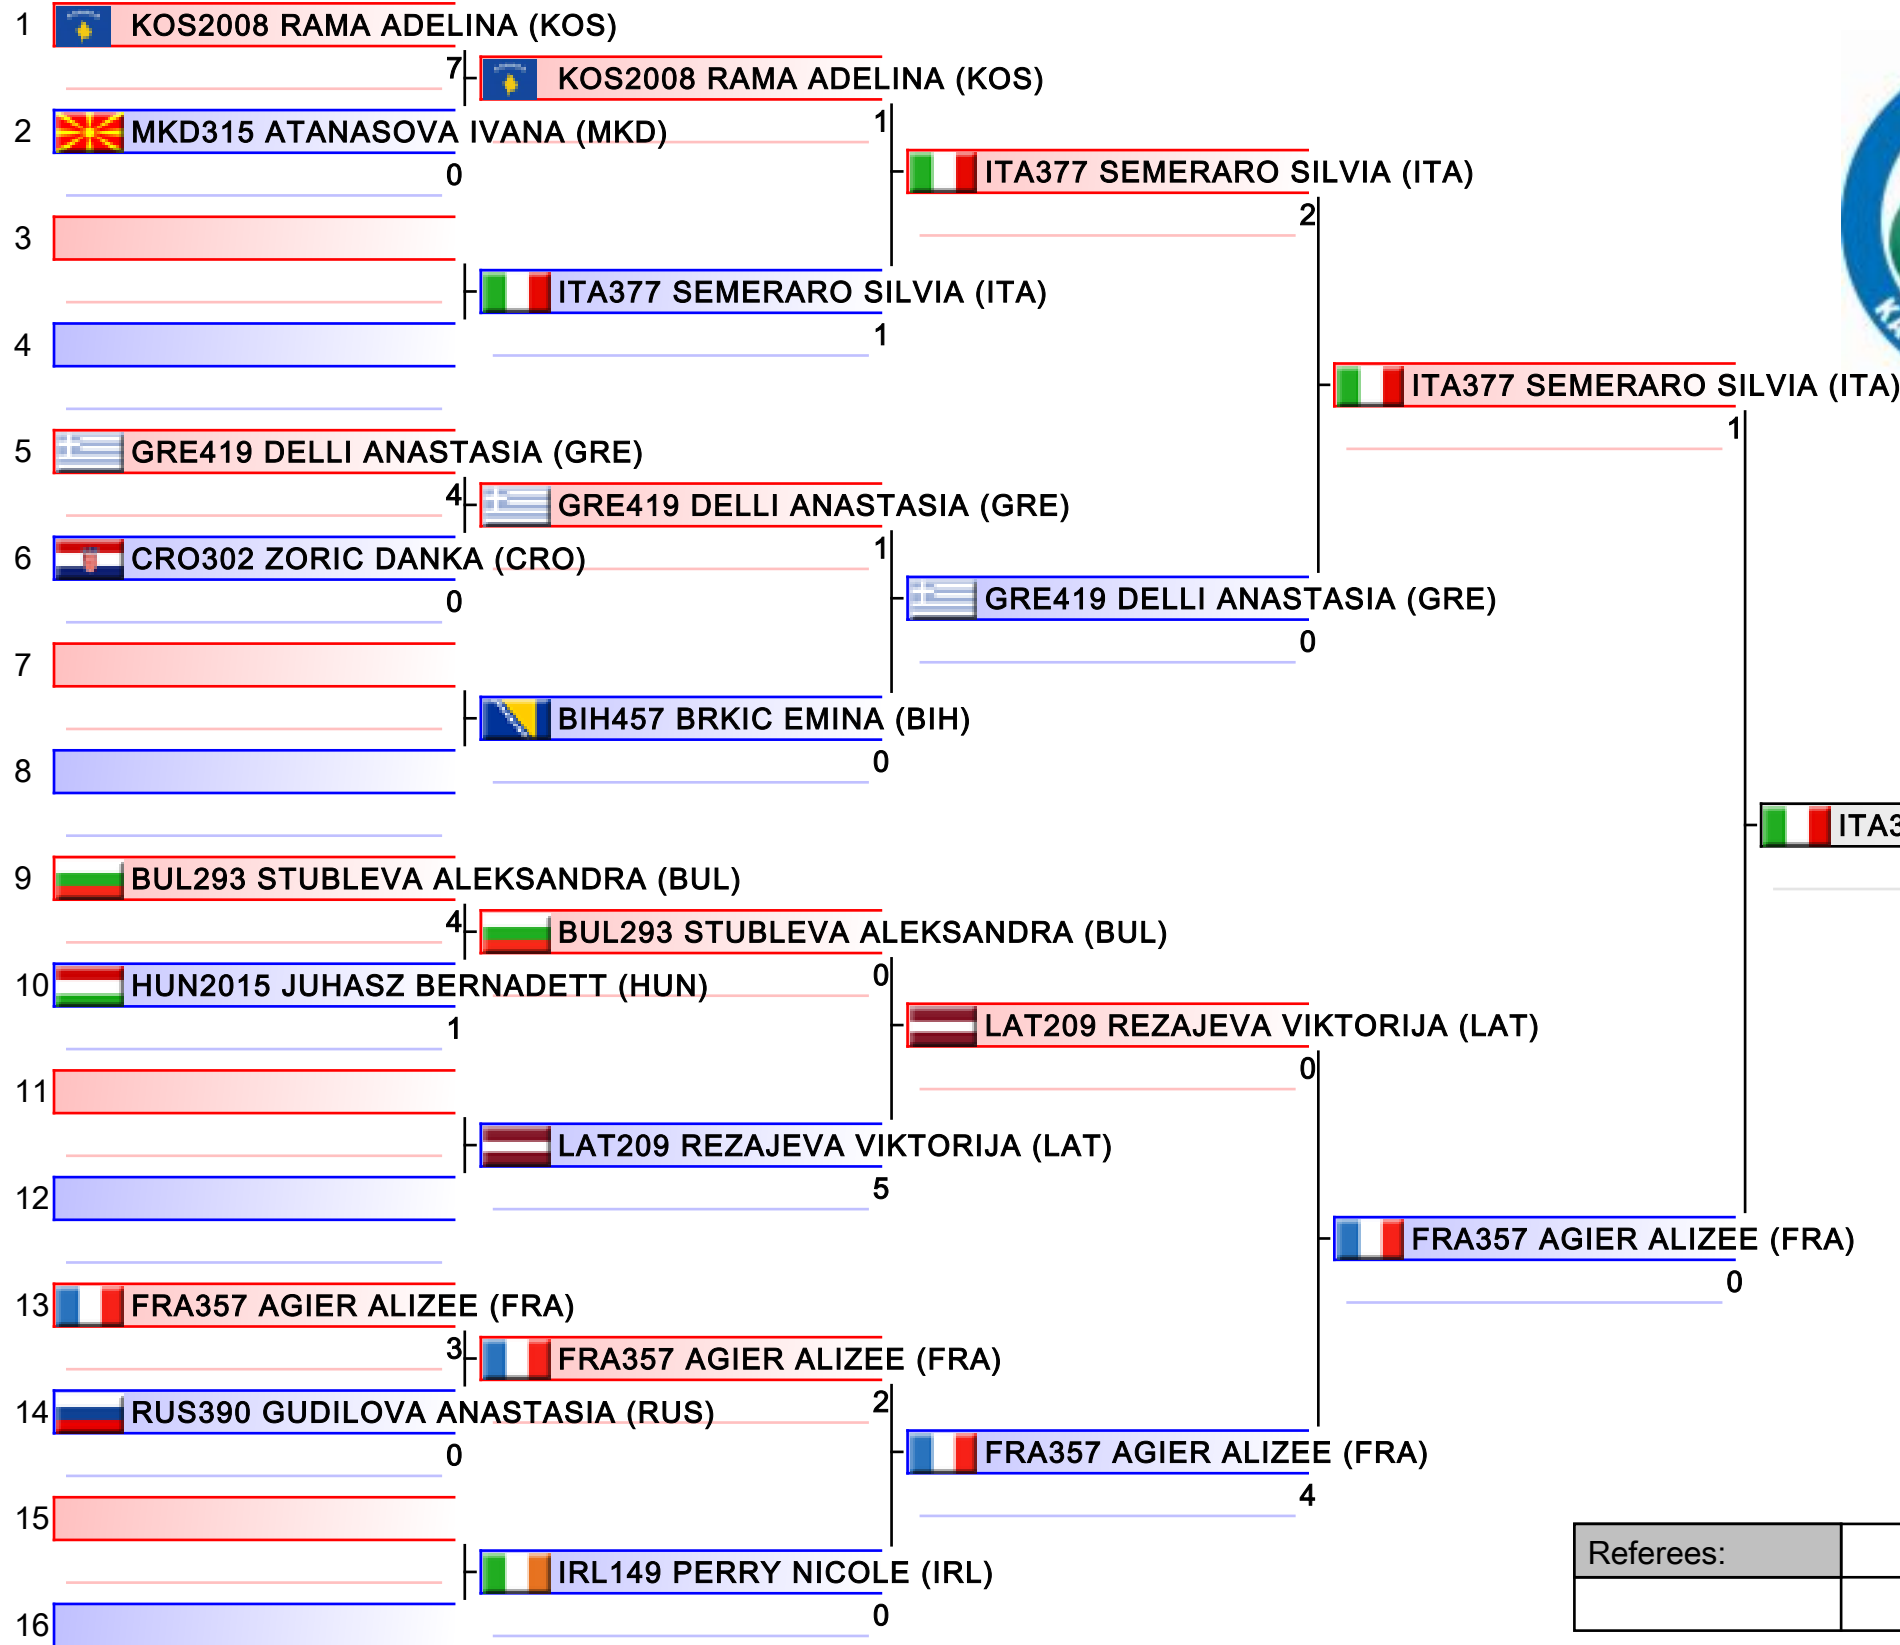 1 KOS2008 RAMA ADELINA (KOS)
7 KOS2008 RAMA ADELINA (KOS)
2 MKD315 ATANASOVA IVANA (MKD)
1
0
ITA377 SEMERARO SILVIA (ITA)
2
3
ITA377 SEMERARO SILVIA (ITA)
1
4
ITA377 SEMERARO SILVIA (ITA)
1
5 GRE419 DELLI ANASTASIA (GRE)
4 GRE419 DELLI ANASTASIA (GRE)
6 CRO302 ZORIC DANKA (CRO)
1
0
GRE419 DELLI ANASTASIA (GRE)
0
7
BIH457 BRKIC EMINA (BIH)
0
8
ITA3
9 BUL293 STUBLEVA ALEKSANDRA (BUL)
4 BUL293 STUBLEVA ALEKSANDRA (BUL)
10 HUN2015 JUHASZ BERNADETT (HUN)
0
1
LAT209 REZAJEVA VIKTORIJA (LAT)
0
11
LAT209 REZAJEVA VIKTORIJA (LAT)
5
12
FRA357 AGIER ALIZEE (FRA)
0
13 FRA357 AGIER ALIZEE (FRA)
3 FRA357 AGIER ALIZEE (FRA)
14 RUS390 GUDILOVA ANASTASIA (RUS)
2
0
FRA357 AGIER ALIZEE (FRA)
4
15
Referees:
IRL149 PERRY NICOLE (IRL)
0
16